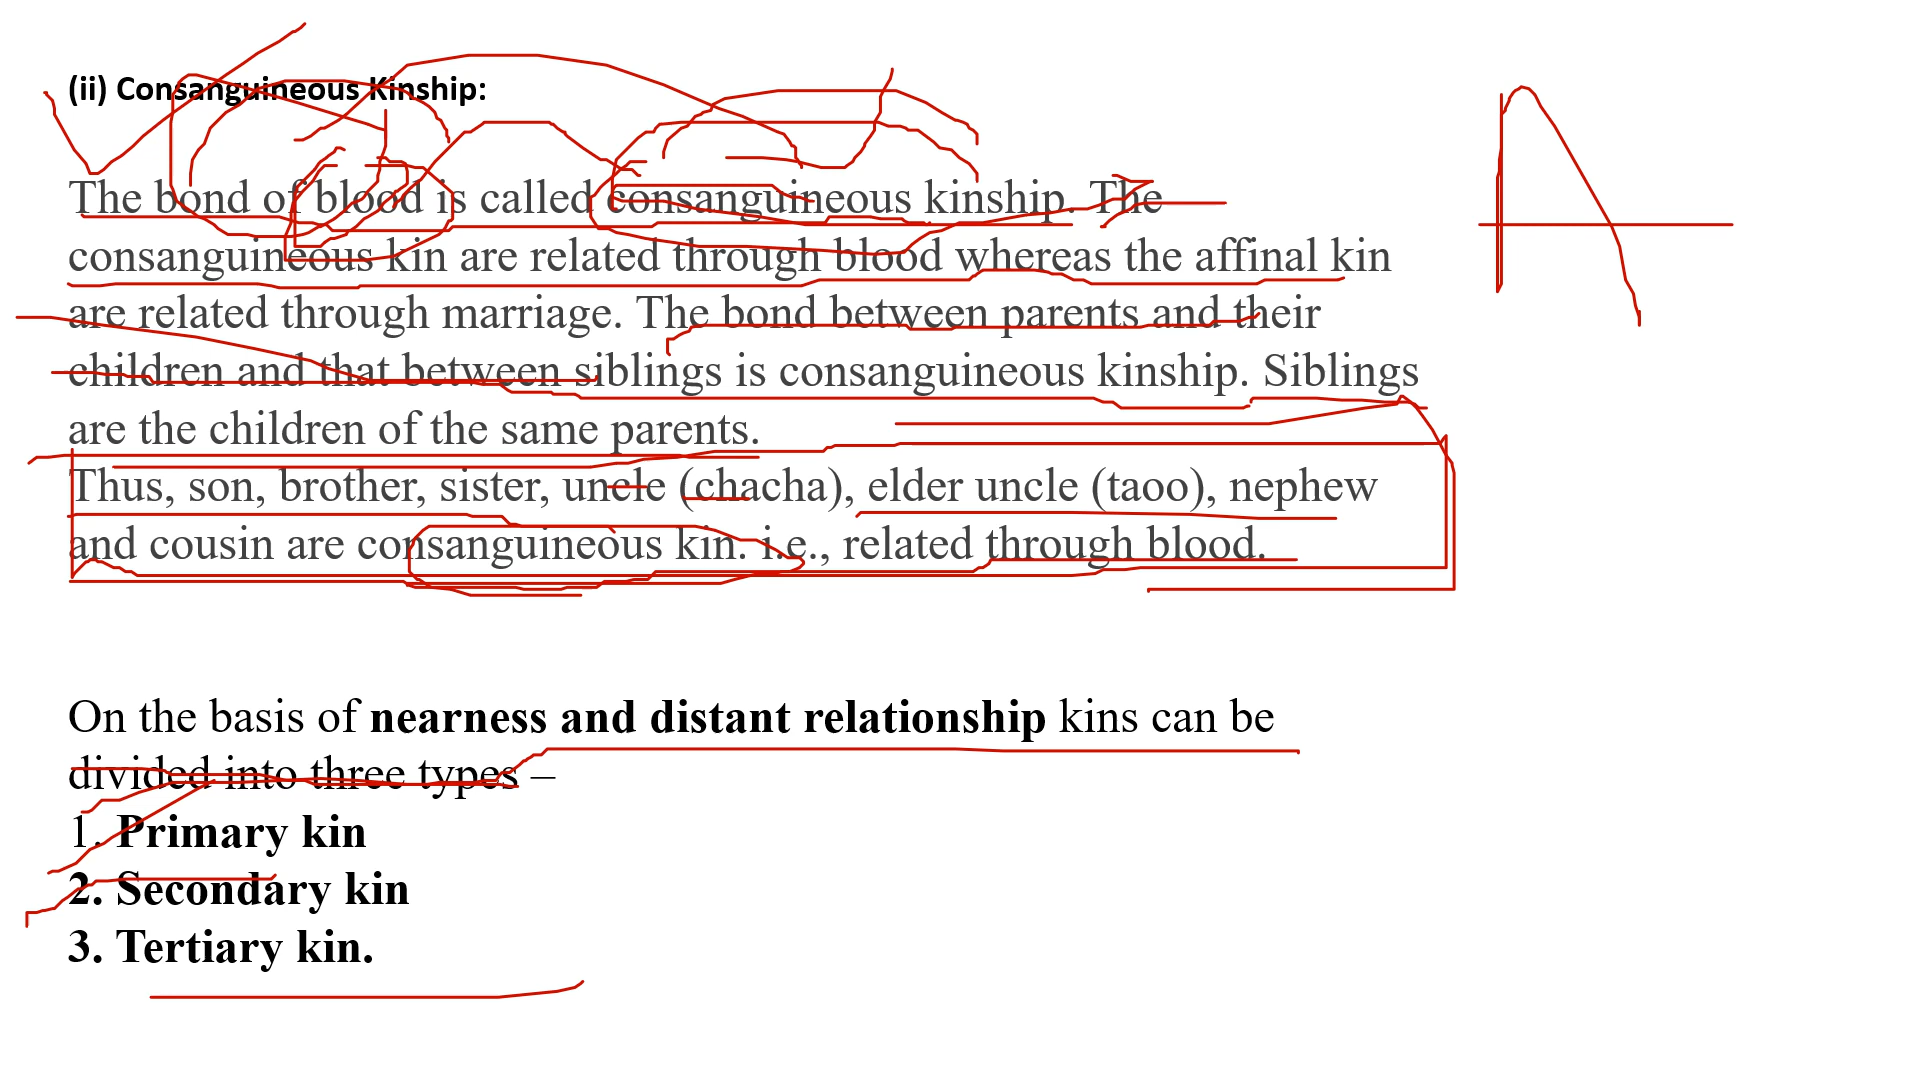 (ii) Consanguineous Kinship:
The bond of blood is called consanguineous kinship. The
consanguineous kin are related through blood whereas the affinal kin
are related through marriage. The bond between parents and their
children and that between siblings is consanguineous kinship. Siblings
are the children of the same parents.
Thus, son, brother, sister, uncle (chacha), elder uncle (taoo), nephew
and cousin are consanguineous kin. i.e., related through blood.
On the basis of nearness and distant relationship kins can be
divided into three types –
1. Primary kin
2. Secondary kin
3. Tertiary kin.